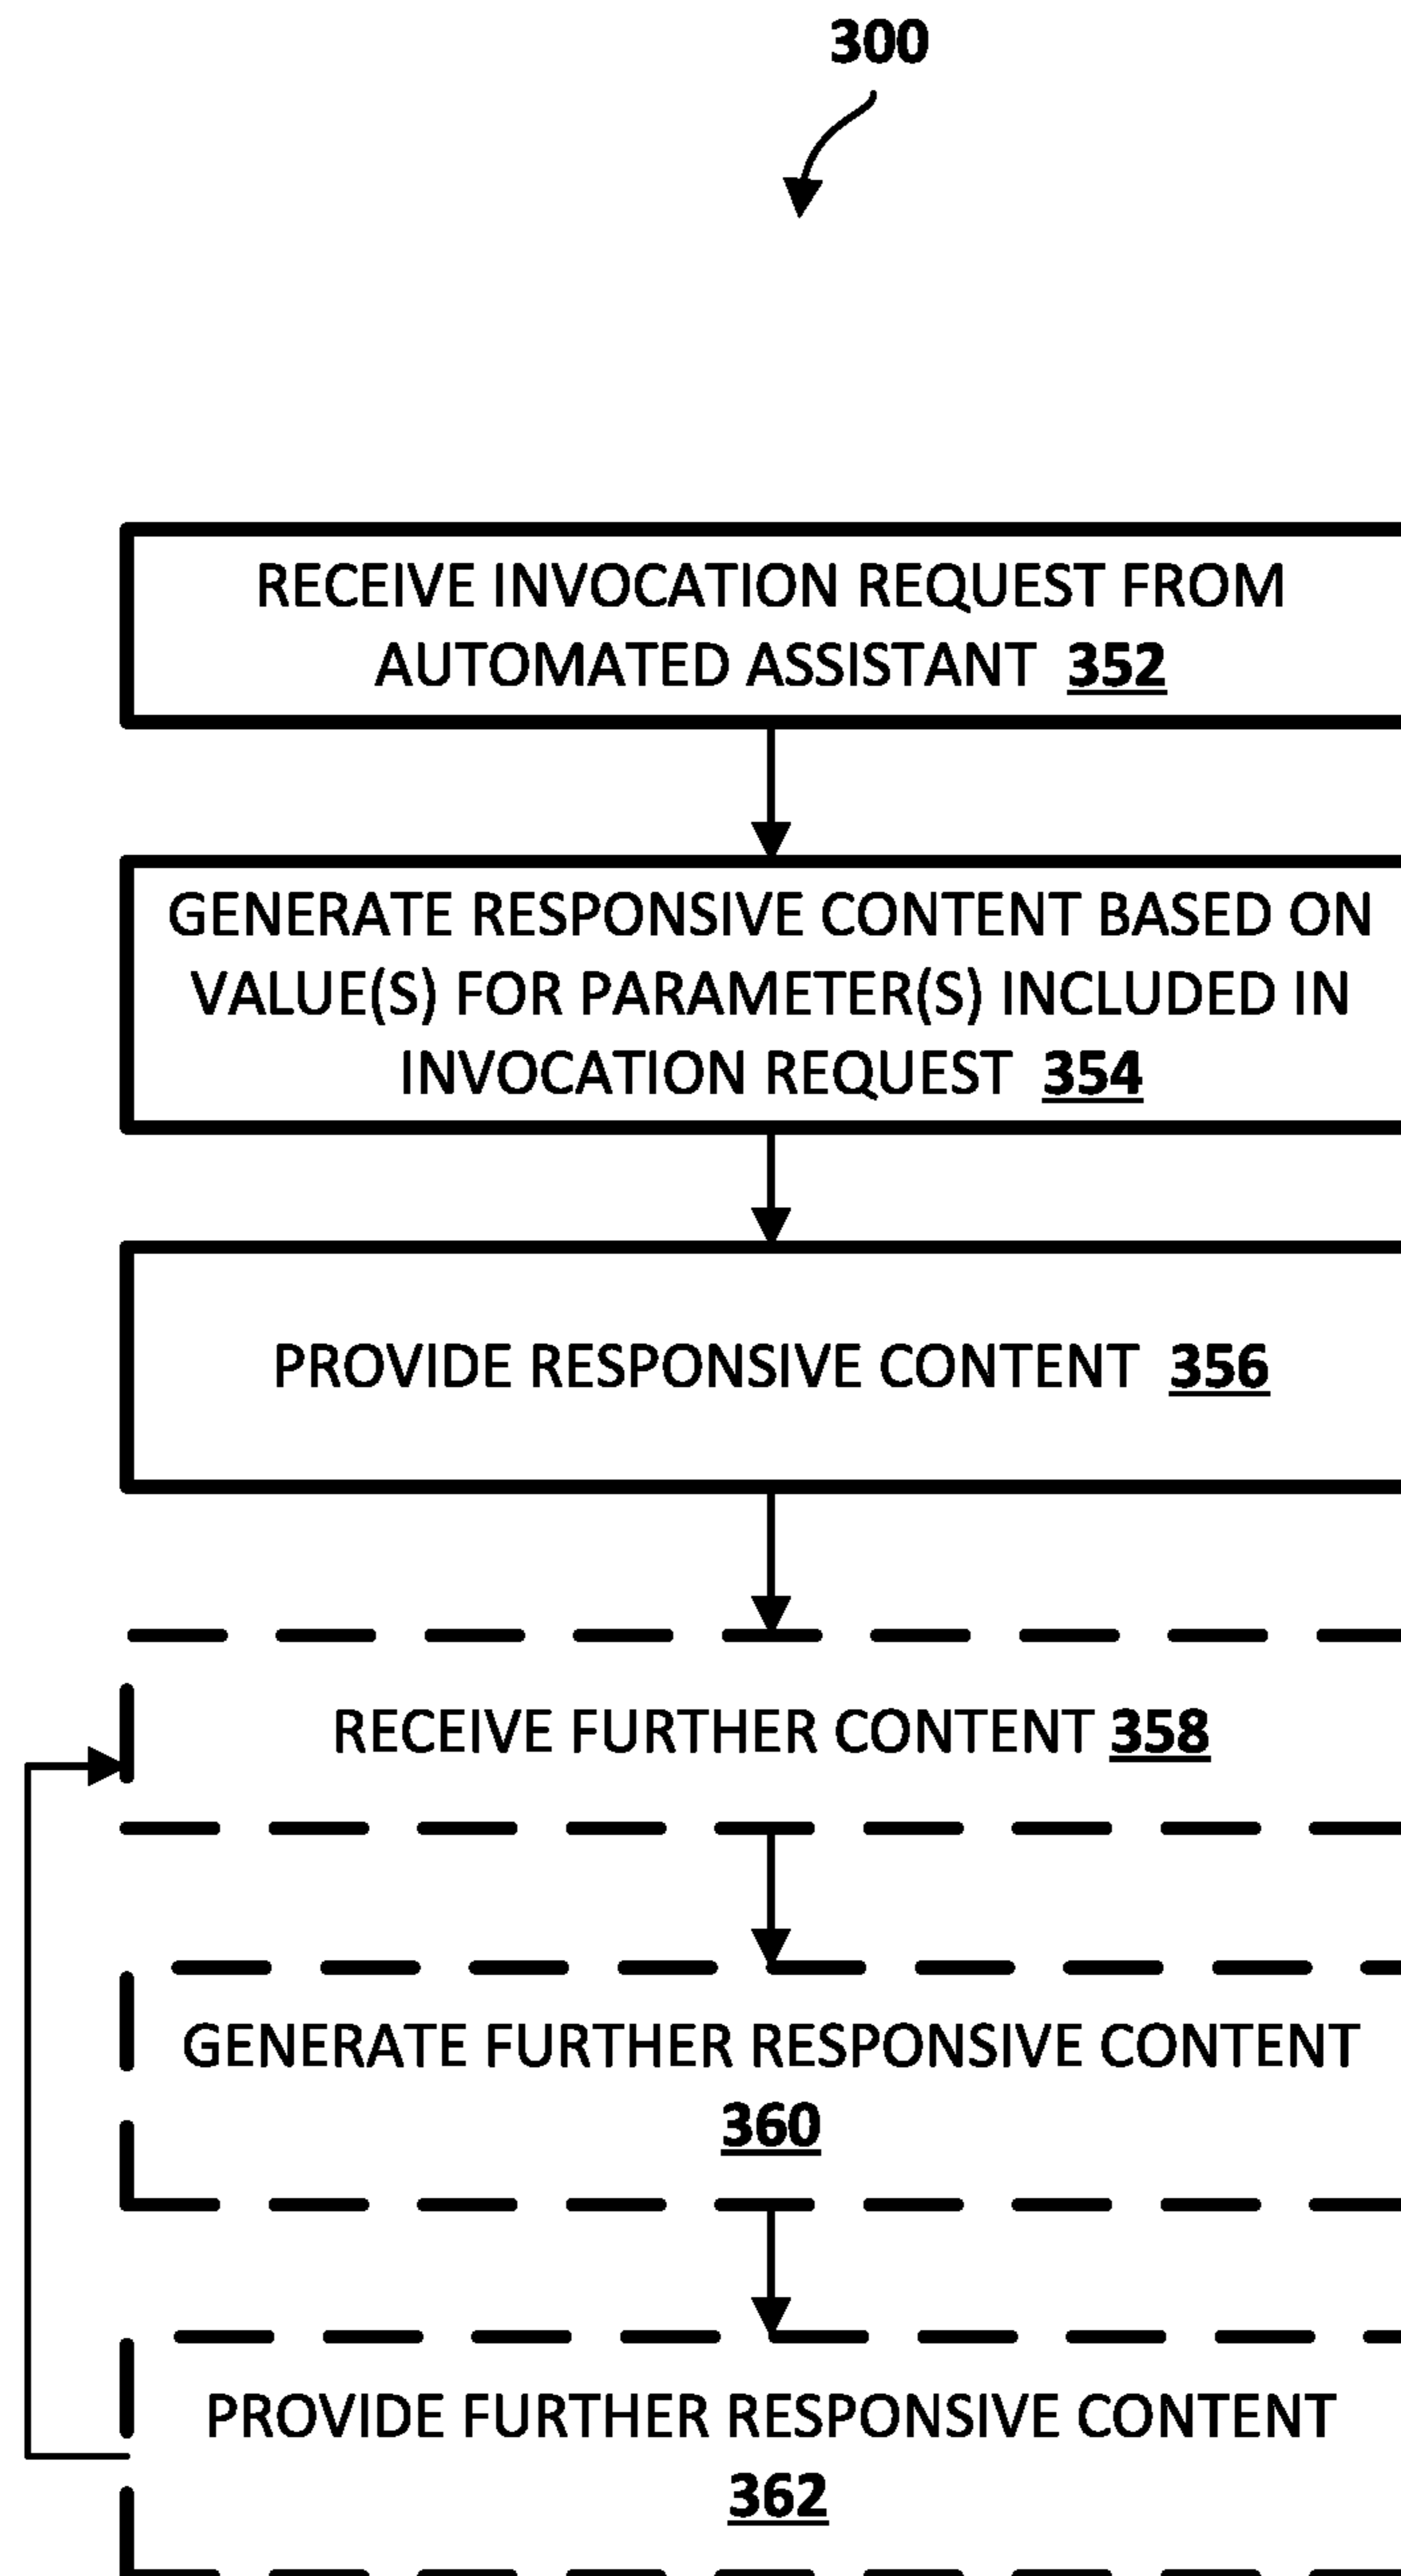 300
RECEIVE INVOCATION REQUEST FROM
AUTOMATED ASSISTANT 352
GENERATE RESPONSIVE CONTENT BASED ON
VALUE(S) FOR PARAMETER(S) INCLUDED IN
INVOCATION REQUEST 354
PROVIDE RESPONSIVE CONTENT 356
RECEIVE FURTHER CONTENT 358
GENERATE FURTHER RESPONSIVE CONTENT
360
PROVIDE FURTHER RESPONSIVE CONTENT
362